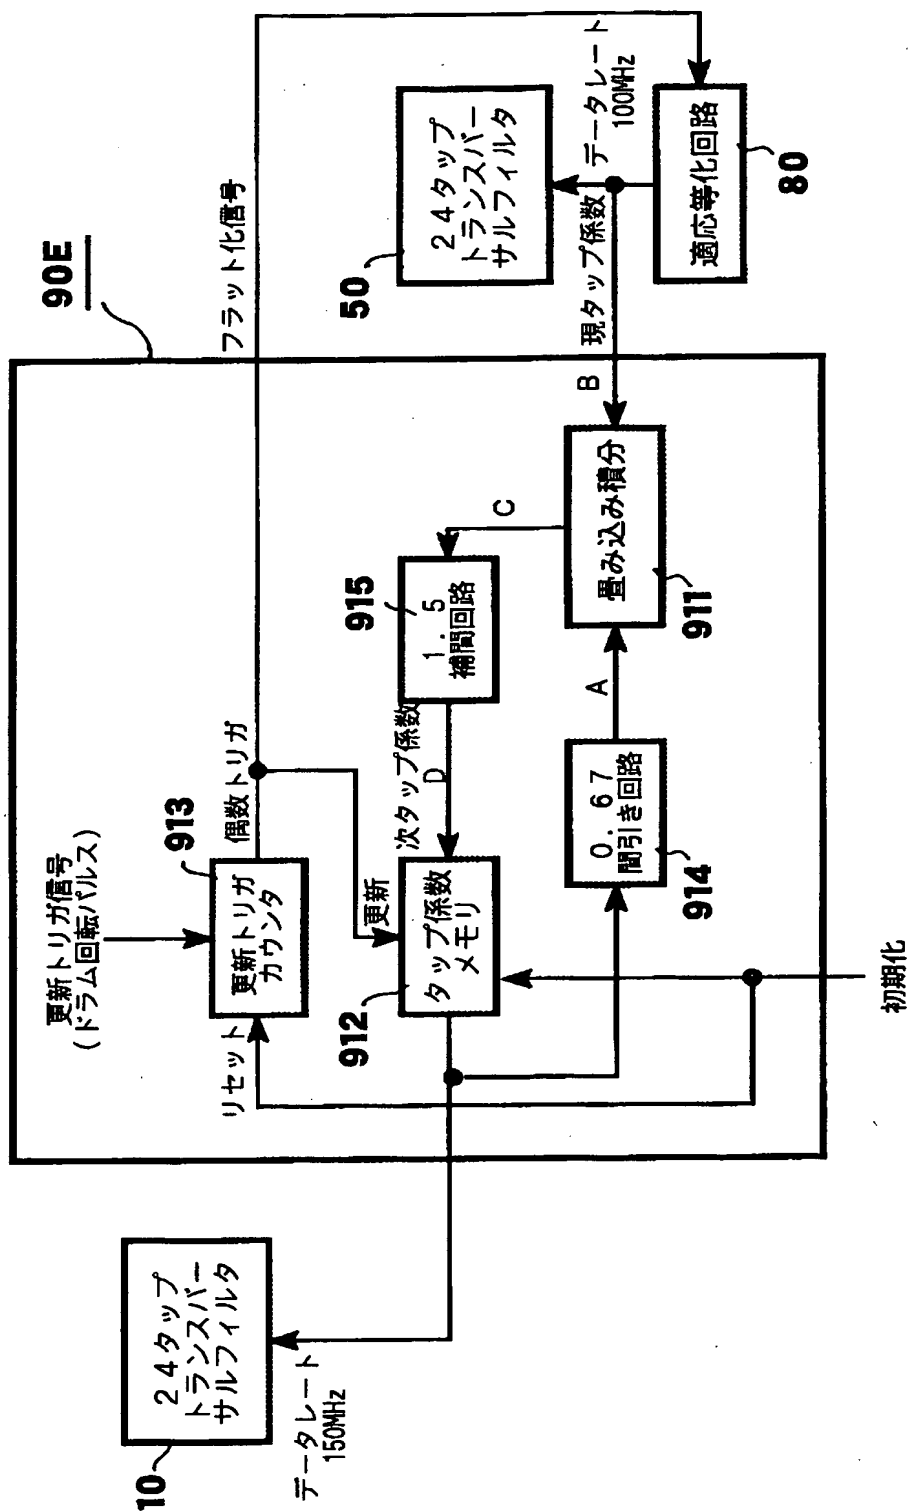 90E
更新トリガ信号
(ドラム回転パルス)
913
更新トリガ
カウンタ
リセット
偶数トリガ
フラット化信号
更新
912
タップ係数
メモリ
次タップ係数
D
915
1.5
補間回路
C
914
0.67
間引き回路
A
911
畳み込み積分
B
現タップ係数
50
24タップ
トランスバー
サルフィルタ
データレート
100MHz
80
適応等化回路
10
24タップ
トランスバー
サルフィルタ
データレート
150MHz
初期化